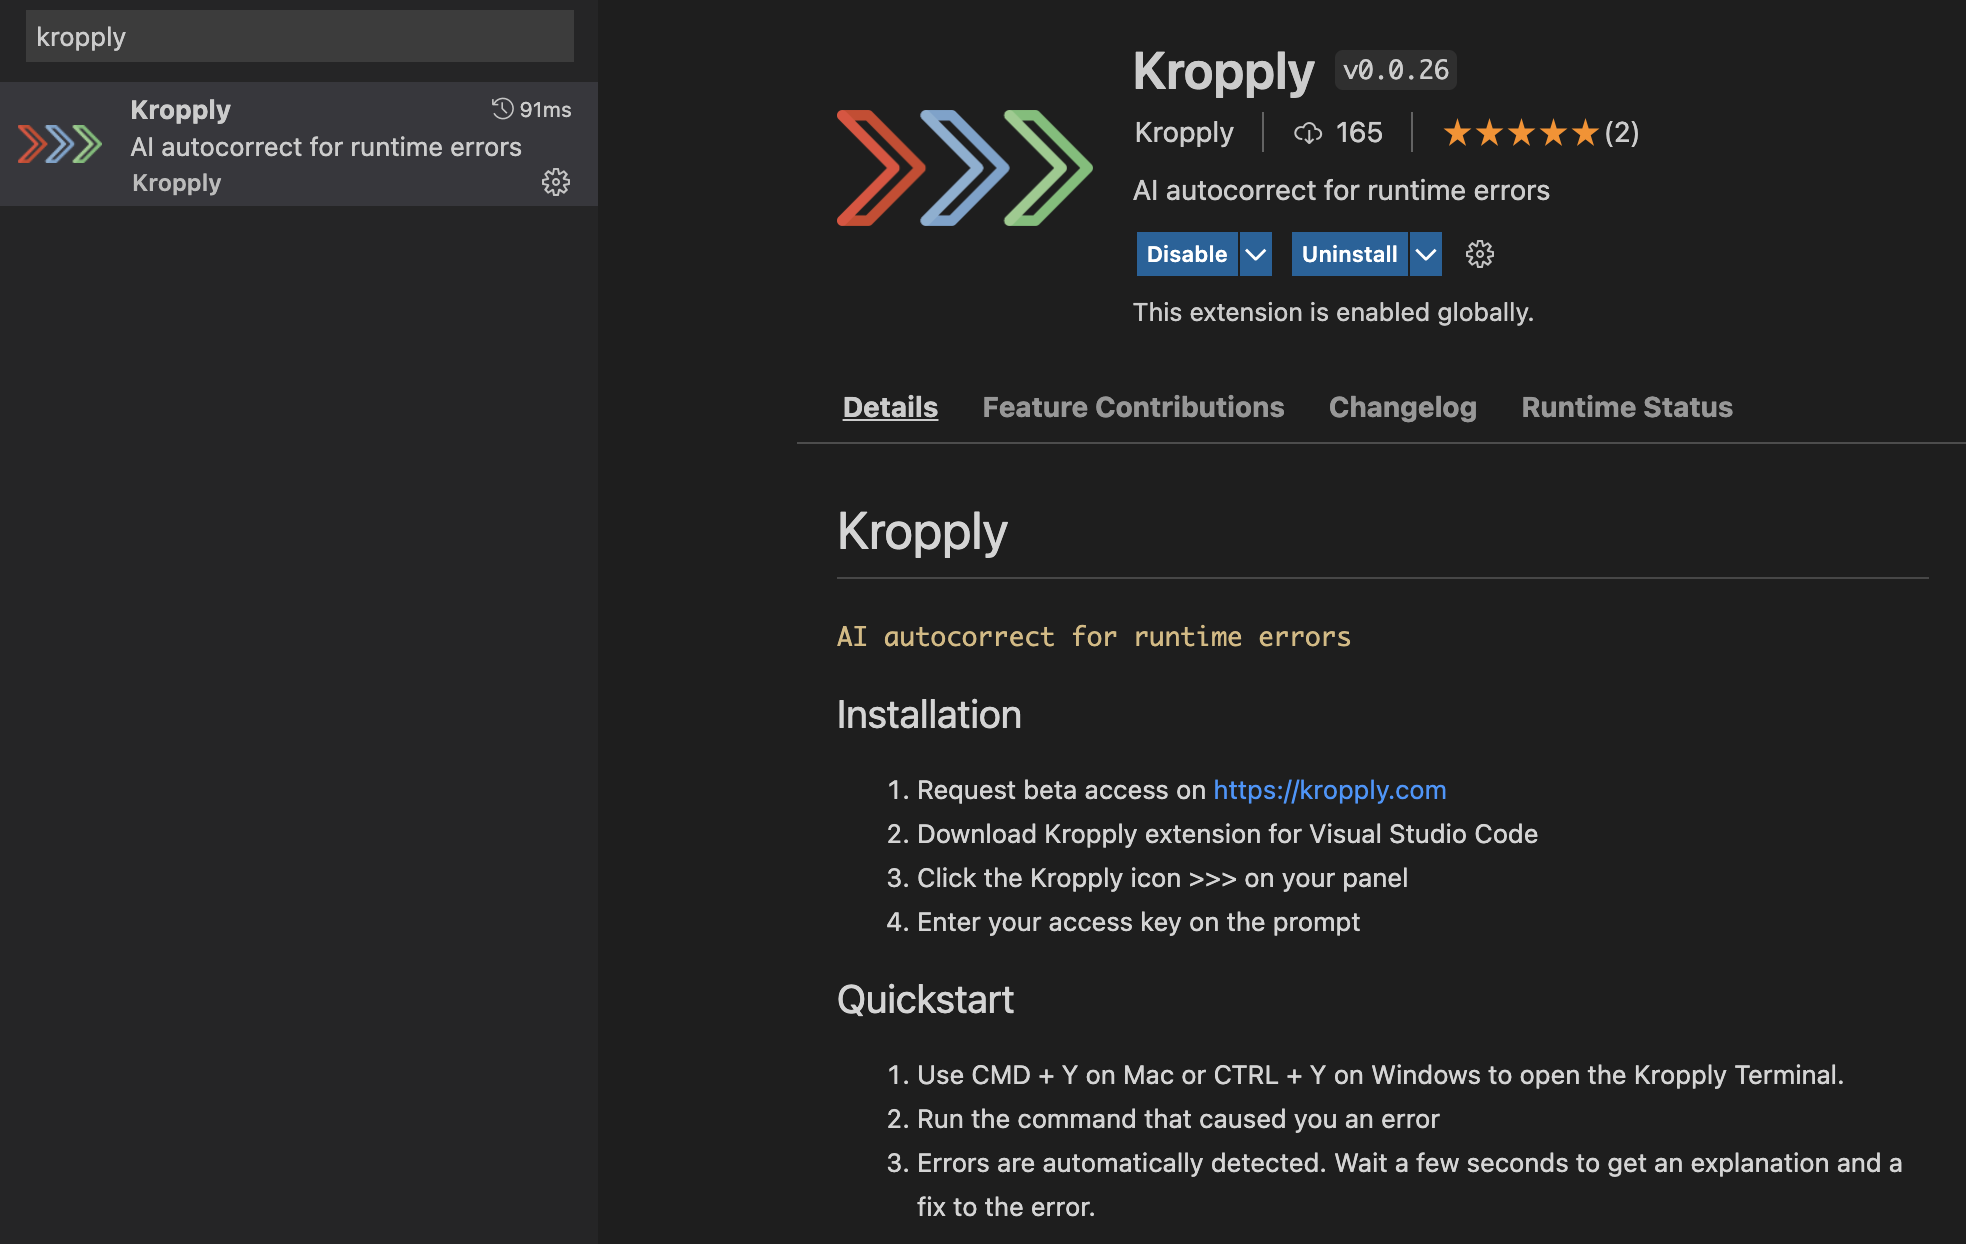 kropply
Kropply
91ms
AI autocorrect for runtime errors
Kropply
Kropply v0.0.26
Kropply 165 (2)
AI autocorrect for runtime errors
Disable Uninstall
This extension is enabled globally.
Details Feature Contributions Changelog Runtime Status
Kropply
AI autocorrect for runtime errors
Installation
1. Request beta access on https://kropply.com
2. Download Kropply extension for Visual Studio Code
3. Click the Kropply icon >>> on your panel
4. Enter your access key on the prompt
Quickstart
1. Use CMD + Y on Mac or CTRL + Y on Windows to open the Kropply Terminal.
2. Run the command that caused you an error
3. Errors are automatically detected. Wait a few seconds to get an explanation and a
fix to the error.